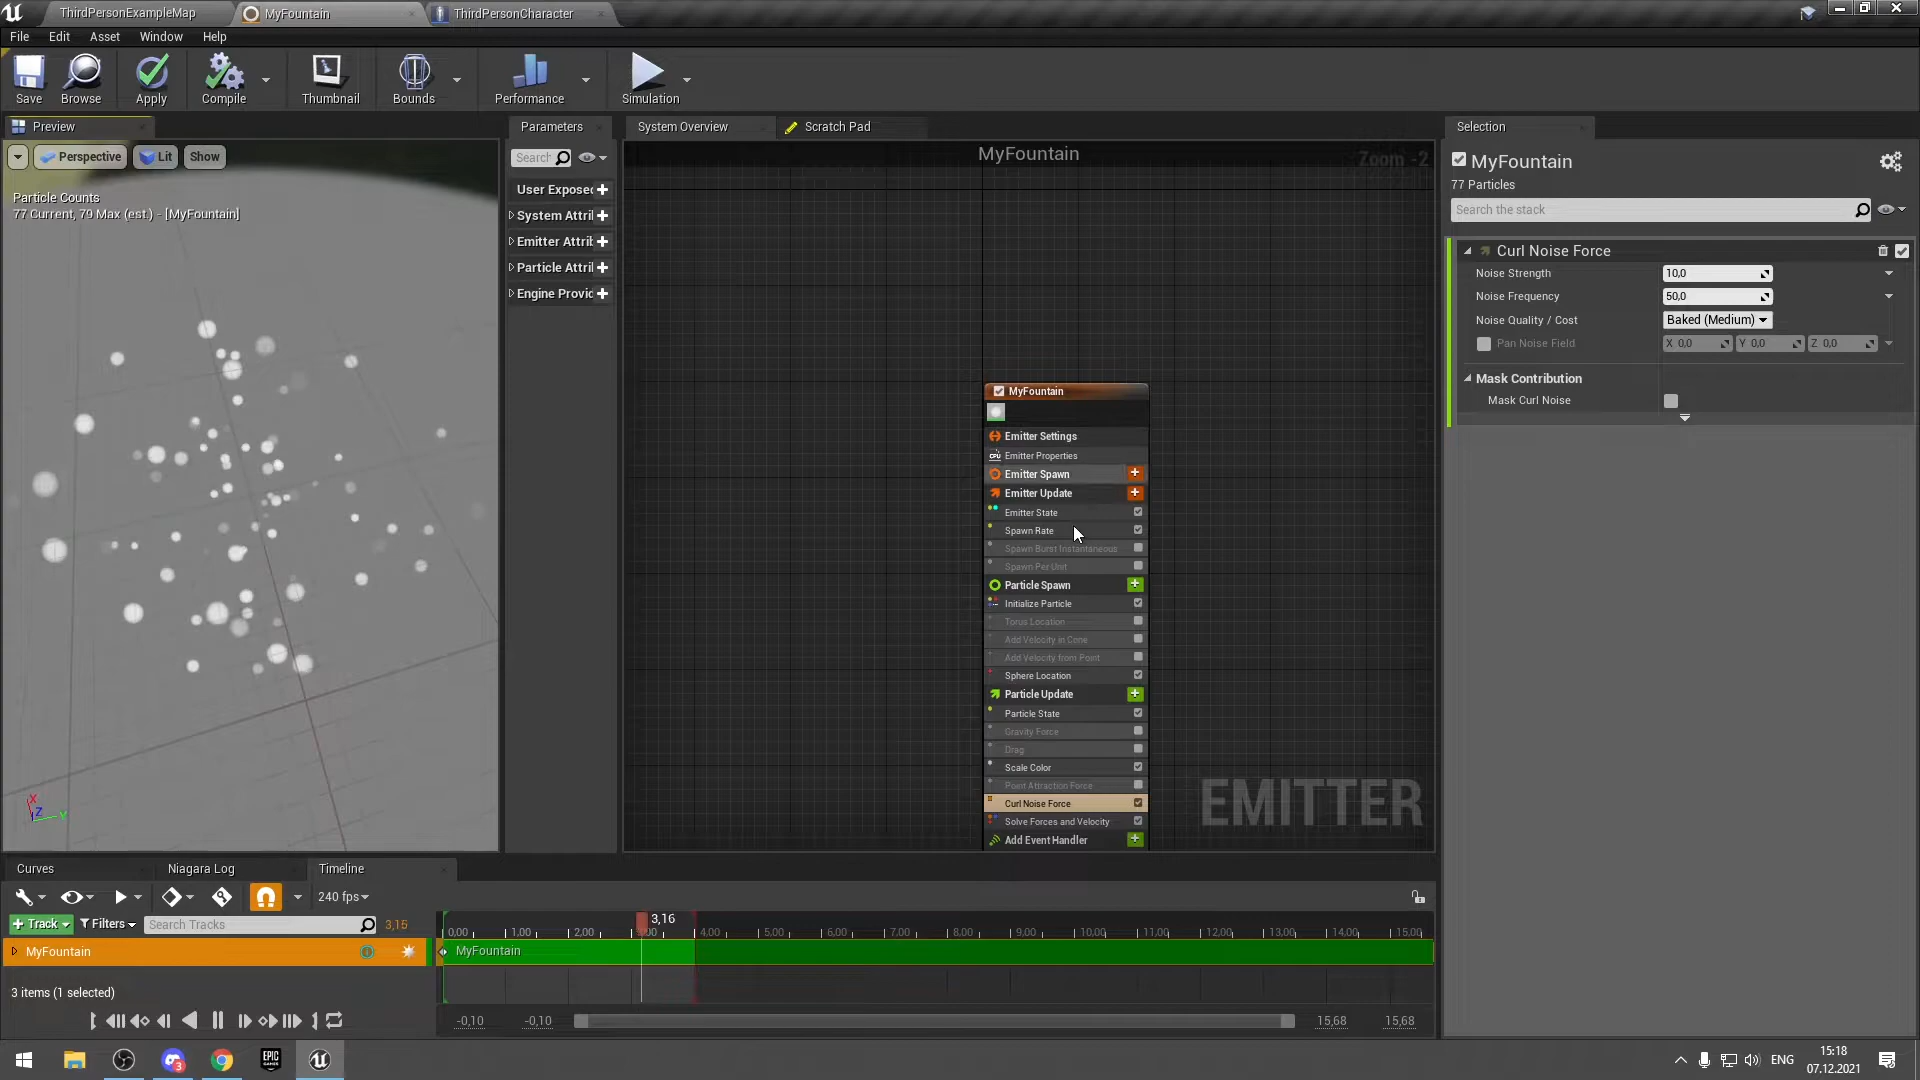 ThirdPersonExampleMap
MyFountain
ThirdPersonCharacter
File Edit Asset Window Help
Save Browse Apply Compile Thumbnail Bounds Performance Simulation
Preview
Perspective Lit Show
Particle Counts
77 Current, 79 Max (est.) - [MyFountain]
Parameters
Search
User Expose
System Attri
Emitter Attri
Particle Attri
Engine Provic
System Overview
Scratch Pad
MyFountain
Zoom -2
MyFountain
Emitter Settings
Emitter Properties
Emitter Spawn
Emitter Update
Emitter State
Spawn Rate
Spawn Burst Instantaneous
Spawn Per Unit
Particle Spawn
Initialize Particle
Torus Location
Add Velocity in Cone
Add Velocity from Point
Sphere Location
Particle Update
Particle State
Gravity Force
Drag
Scale Color
Point Attraction Force
Curl Noise Force
Solve Forces and Velocity
Add Event Handler
EMITTER
Selection
MyFountain
77 Particles
Search the stack
Curl Noise Force
Noise Strength 10,0
Noise Frequency 50,0
Noise Quality / Cost Baked (Medium)
Pan Noise Field X 0,0 Y 0,0 Z 0,0
Mask Contribution
Mask Curl Noise
X
Z
Y
Curves
Niagara Log
Timeline
240 fps
+ Track Filters Search Tracks 3,15
3,16
0,00 1,00 2,00 4,00 5,00 6,00 7,00 8,00 9,00 10,00 11,00 12,00 13,00 14,00 15,00
MyFountain
MyFountain
3 items (1 selected)
-0,10 -0,10 15,68 15,68
EPIC GAMES
3
ENG
15:18
07.12.2021